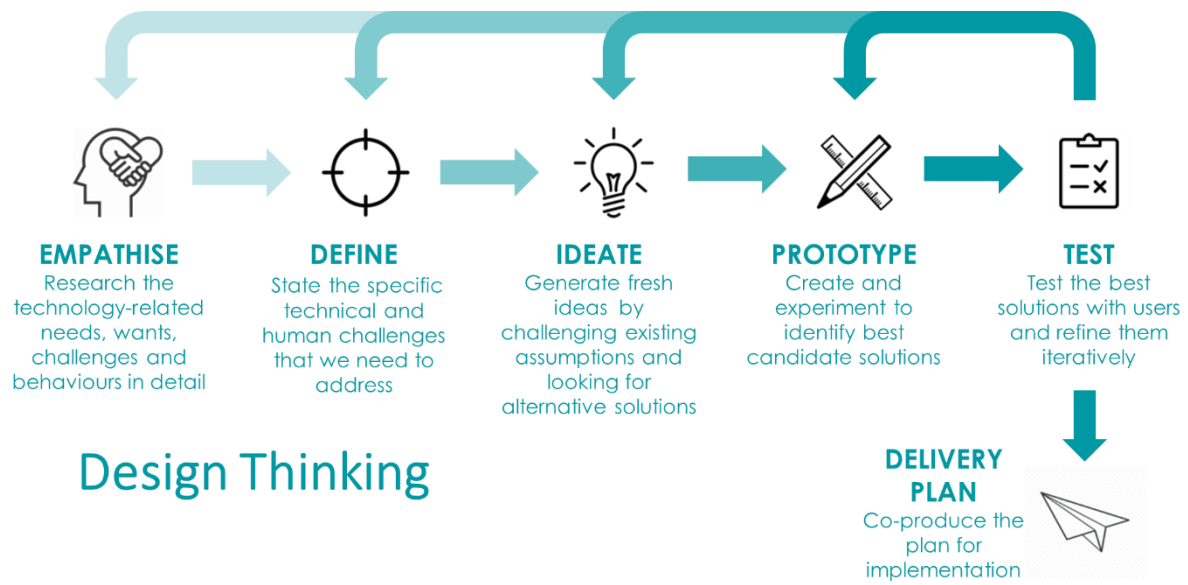 EMPATHISE
Research the
technology-related
needs, wants,
challenges and
behaviours in detail
DEFINE
State the specific
technical and
human challenges
that we need to
address
IDEATE
Generate fresh
ideas by
challenging existing
assumptions and
looking for
alternative solutions
PROTOTYPE
Create and
experiment to
identify best
candidate solutions
TEST
Test the best
solutions with users
and refine them
iteratively
Design Thinking
DELIVERY
PLAN
Co-produce the
plan for
implementation